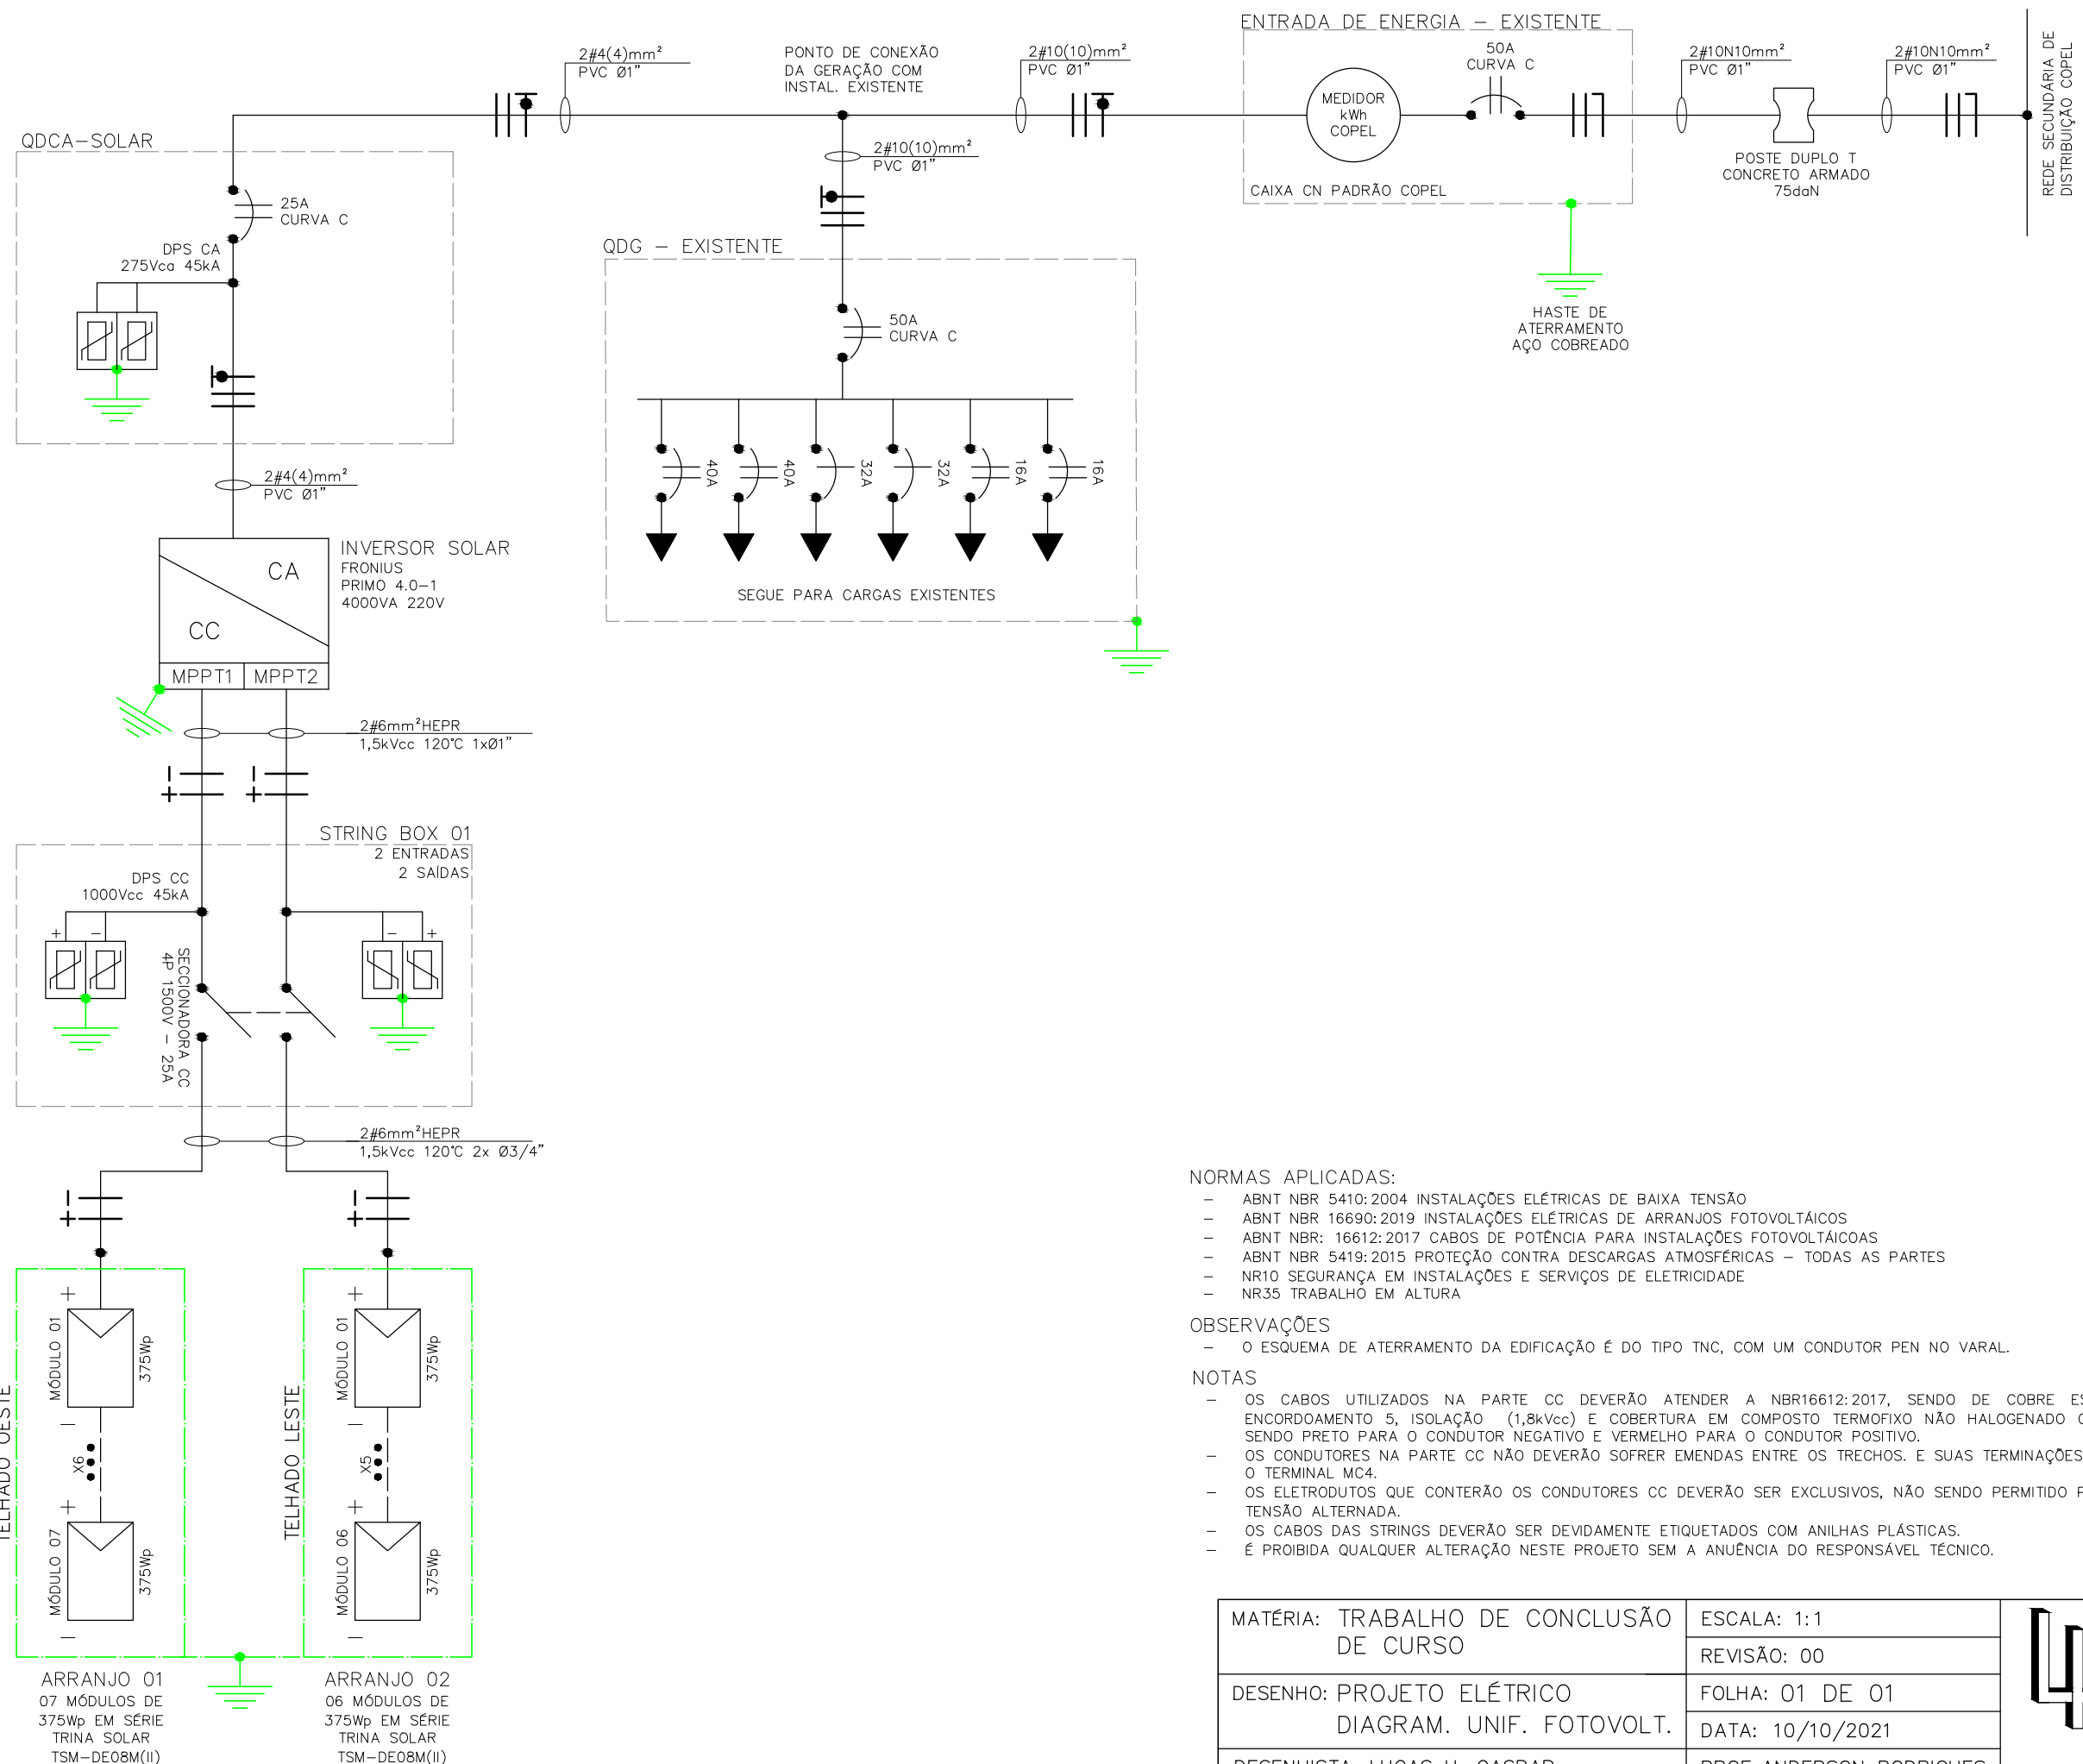 ENTRADA DE ENERGIA – EXISTENTE
2#4(4)mm²
PVC Ø1”
PONTO DE CONEXÃO
DA GERAÇÃO COM
INSTAL. EXISTENTE
2#10(10)mm²
PVC Ø1”
50A
CURVA C
MEDIDOR
kWh
COPEL
CAIXA CN PADRÃO COPEL
2#10N10mm²
PVC Ø1”
2#10N10mm²
PVC Ø1”
POSTE DUPLO T
CONCRETO ARMADO
75daN
REDE SECUNDÁRIA DE
DISTRIBUIÇÃO COPEL
HASTE DE
ATERRAMENTO
AÇO COBREADO
QDCA–SOLAR
25A
CURVA C
DPS CA
275Vca 45kA
2#10(10)mm²
PVC Ø1”
QDG – EXISTENTE
50A
CURVA C
40A
40A
32A
32A
16A
16A
SEGUE PARA CARGAS EXISTENTES
2#4(4)mm²
PVC Ø1”
CA
CC
MPPT1
MPPT2
INVERSOR SOLAR
FRONIUS
PRIMO 4.0–1
4000VA 220V
2#6mm²HEPR
1,5kVcc 120°C 1xØ1”
– –
+ +
STRING BOX 01
2 ENTRADAS
2 SAÍDAS
DPS CC
1000Vcc 45kA
+ –
– +
SECCIONADORA CC
4P 1500V – 25A
2#6mm²HEPR
1,5kVcc 120°C 2x Ø3/4”
– –
+ +
TELHADO OESTE
+
MÓDULO 01
375Wp
–
X6
+
MÓDULO 07
375Wp
–
ARRANJO 01
07 MÓDULOS DE
375Wp EM SÉRIE
TRINA SOLAR
TSM–DE08M(II)
TELHADO LESTE
+
MÓDULO 01
375Wp
–
X5
+
MÓDULO 06
375Wp
–
ARRANJO 02
06 MÓDULOS DE
375Wp EM SÉRIE
TRINA SOLAR
TSM–DE08M(II)
NORMAS APLICADAS:
– ABNT NBR 5410:2004 INSTALAÇÕES ELÉTRICAS DE BAIXA TENSÃO
– ABNT NBR 16690:2019 INSTALAÇÕES ELÉTRICAS DE ARRANJOS FOTOVOLTÁICOS
– ABNT NBR: 16612:2017 CABOS DE POTÊNCIA PARA INSTALAÇÕES FOTOVOLTÁICOAS
– ABNT NBR 5419:2015 PROTEÇÃO CONTRA DESCARGAS ATMOSFÉRICAS – TODAS AS PARTES
– NR10 SEGURANÇA EM INSTALAÇÕES E SERVIÇOS DE ELETRICIDADE
– NR35 TRABALHO EM ALTURA
OBSERVAÇÕES
– O ESQUEMA DE ATERRAMENTO DA EDIFICAÇÃO É DO TIPO TNC, COM UM CONDUTOR PEN NO VARAL.
NOTAS
– OS CABOS UTILIZADOS NA PARTE CC DEVERÃO ATENDER A NBR16612:2017, SENDO DE COBRE
ENCORDOAMENTO 5, ISOLAÇÃO (1,8kVcc) E COBERTURA EM COMPOSTO TERMOFIXO NÃO HALOGENADO
SENDO PRETO PARA O CONDUTOR NEGATIVO E VERMELHO PARA O CONDUTOR POSITIVO.
– OS CONDUTORES NA PARTE CC NÃO DEVERÃO SOFRER EMENDAS ENTRE OS TRECHOS. E SUAS TERMINAÇÕES
O TERMINAL MC4.
– OS ELETRODUTOS QUE CONTERÃO OS CONDUTORES CC DEVERÃO SER EXCLUSIVOS, NÃO SENDO PERMITIDO
TENSÃO ALTERNADA.
– OS CABOS DAS STRINGS DEVERÃO SER DEVIDAMENTE ETIQUETADOS COM ANILHAS PLÁSTICAS.
– É PROIBIDA QUALQUER ALTERAÇÃO NESTE PROJETO SEM A ANUÊNCIA DO RESPONSÁVEL TÉCNICO.
MATÉRIA: TRABALHO DE CONCLUSÃO
DE CURSO
ESCALA: 1:1
REVISÃO: 00
DESENHO: PROJETO ELÉTRICO
DIAGRAM. UNIF. FOTOVOLT.
FOLHA: 01 DE 01
DATA: 10/10/2021
DESENHISTA: LUCAS H. GASPAR
PROF. ANDERSON RODRIGUES